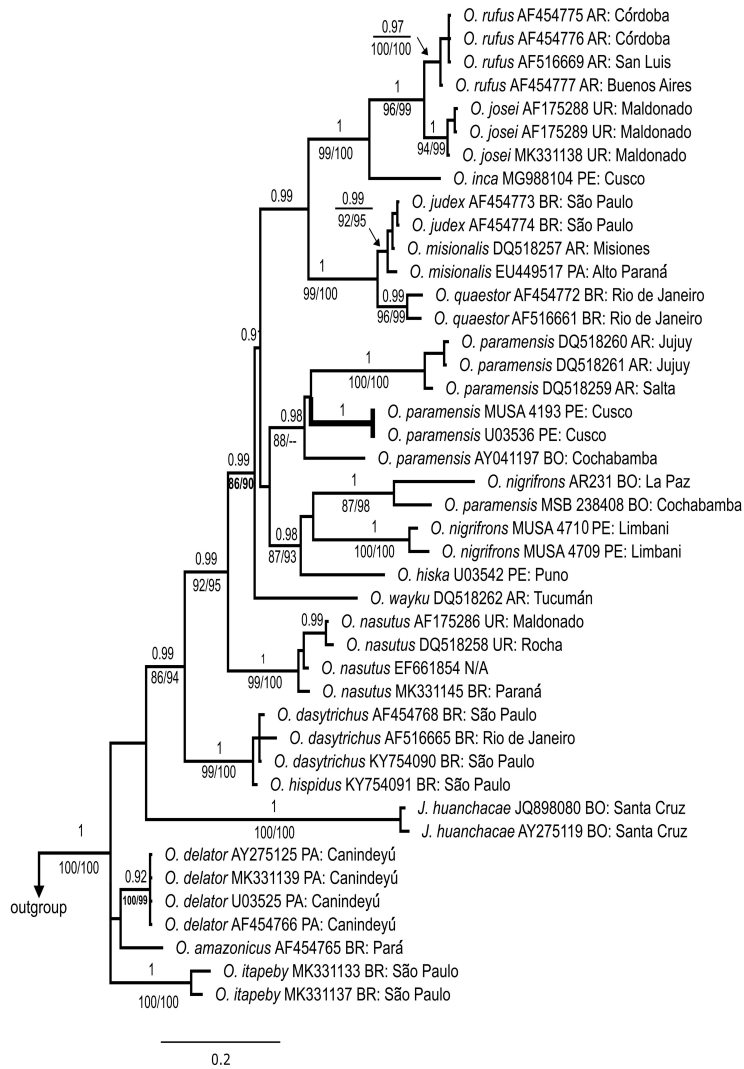 O. rufus AF454775 AR: Córdoba
0.97
100/100
O. rufus AF454776 AR: Córdoba
O. rufus AF516669 AR: San Luis
1
96/99
O. rufus AF454777 AR: Buenos Aires
O. josei AF175288 UR: Maldonado
1
94/99
O. josei AF175289 UR: Maldonado
1
99/100
O. josei MK331138 UR: Maldonado
O. inca MG988104 PE: Cusco
0.99
0.99
92/95
O. judex AF454773 BR: São Paulo
O. judex AF454774 BR: São Paulo
O. misionalis DQ518257 AR: Misiones
1
99/100
O. misionalis EU449517 PA: Alto Paraná
0.99
96/99
O. quaestor AF454772 BR: Rio de Janeiro
O. quaestor AF516661 BR: Rio de Janeiro
0.91
O. paramensis DQ518260 AR: Jujuy
1
100/100
O. paramensis DQ518261 AR: Jujuy
O. paramensis DQ518259 AR: Salta
0.98
88/--
1
O. paramensis MUSA 4193 PE: Cusco
O. paramensis U03536 PE: Cusco
O. paramensis AY041197 BO: Cochabamba
0.99
86/90
1
87/98
O. nigrifrons AR231 BO: La Paz
O. paramensis MSB 238408 BO: Cochabamba
0.98
87/93
1
100/100
O. nigrifrons MUSA 4710 PE: Limbani
O. nigrifrons MUSA 4709 PE: Limbani
0.99
92/95
O. hiska U03542 PE: Puno
O. wayku DQ518262 AR: Tucumán
0.99
O. nasutus AF175286 UR: Maldonado
O. nasutus DQ518258 UR: Rocha
1
99/100
O. nasutus EF661854 N/A
O. nasutus MK331145 BR: Paraná
0.99
86/94
O. dasytrichus AF454768 BR: São Paulo
O. dasytrichus AF516665 BR: Rio de Janeiro
1
99/100
O. dasytrichus KY754090 BR: São Paulo
O. hispidus KY754091 BR: São Paulo
1
100/100
J. huanchacae JQ898080 BO: Santa Cruz
J. huanchacae AY275119 BO: Santa Cruz
1
100/100
outgroup
O. delator AY275125 PA: Canindeyú
0.92
100/99
O. delator MK331139 PA: Canindeyú
O. delator U03525 PA: Canindeyú
O. delator AF454766 PA: Canindeyú
O. amazonicus AF454765 BR: Pará
1
100/100
O. itapeby MK331133 BR: São Paulo
O. itapeby MK331137 BR: São Paulo
0.2